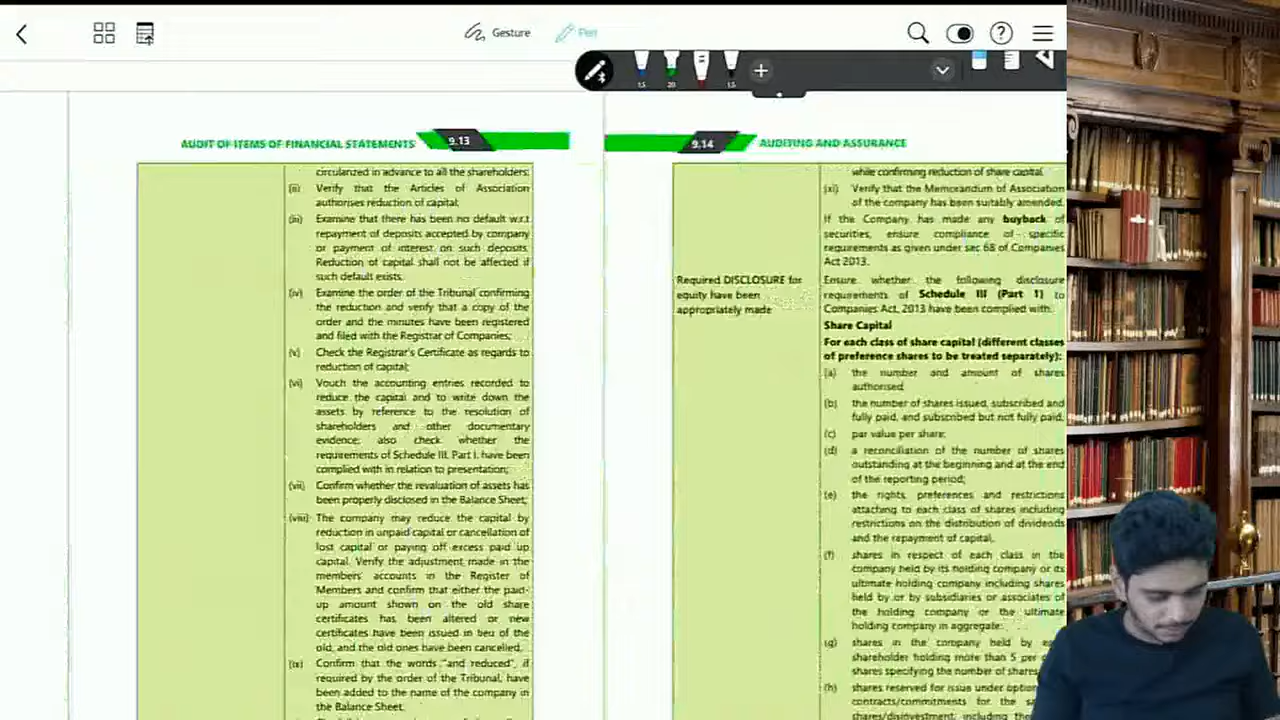 Gesture
Pen
15
20
15
AUDIT OF ITEMS OF FINANCIAL STATEMENTS
9.13
circularized in advance to all the shareholders;
(ii) Verify that the Articles of Association
authorises reduction of capital;
(iii) Examine that there has been no default w.r.t
repayment of deposits accepted by company
or payment of interest on such deposits.
Reduction of capital shall not be affected if
such default exists.
(iv) Examine the order of the Tribunal confirming
the reduction and verify that a copy of the
order and the minutes have been registered
and filed with the Registrar of Companies;
(v) Check the Registrar's Certificate as regards to
reduction of capital;
(vi) Vouch the accounting entries recorded to
reduce the capital and to write down the
assets by reference to the resolution of
shareholders and other documentary
evidence; also check whether the
requirements of Schedule III, Part I, have been
complied with in relation to presentation;
(vii) Confirm whether the revaluation of assets has
been properly disclosed in the Balance Sheet;
(viii) The company may reduce the capital by
reduction in unpaid capital or cancellation of
lost capital or paying off excess paid up
capital. Verify the adjustment made in the
members' accounts in the Register of
Members and confirm that either the paid-
up amount shown on the old share
certificates has been altered or new
certificates have been issued in lieu of the
old, and the old ones have been cancelled,
(ix) Confirm that the words "and reduced", if
required by the order of the Tribunal, have
been added to the name of the company in
the Balance Sheet.
9.14
AUDITING AND ASSURANCE
while confirming reduction of share capital.
(xi) Verify that the Memorandum of Association
of the company has been suitably amended.
If the Company has made any buyback of
securities, ensure compliance of specific
requirements as given under sec 68 of Companies
Act 2013.
Required DISCLOSURE for
equity have been
appropriately made
Ensure whether the following disclosure
requirements of Schedule III (Part 1) to
Companies Act, 2013 have been complied with.
Share Capital
For each class of share capital (different classes
of preference shares to be treated separately):
(a) the number and amount of shares
authorised;
(b) the number of shares issued, subscribed and
fully paid, and subscribed but not fully paid.
(c) par value per share;
(d) a reconciliation of the number of shares
outstanding at the beginning and at the end
of the reporting period;
(e) the rights, preferences and restrictions
attaching to each class of shares including
restrictions on the distribution of dividends
and the repayment of capital.
(f) shares in respect of each class in the
company held by its holding company or its
ultimate holding company including shares
held by or by subsidiaries or associates of
the holding company or the ultimate
holding company in aggregate;
(g) shares in the company held by
shareholder holding more than 5 per
shares specifying the number of shares
(h) shares reserved for issue under
contracts/commitments for the
shares/disinvestment, including